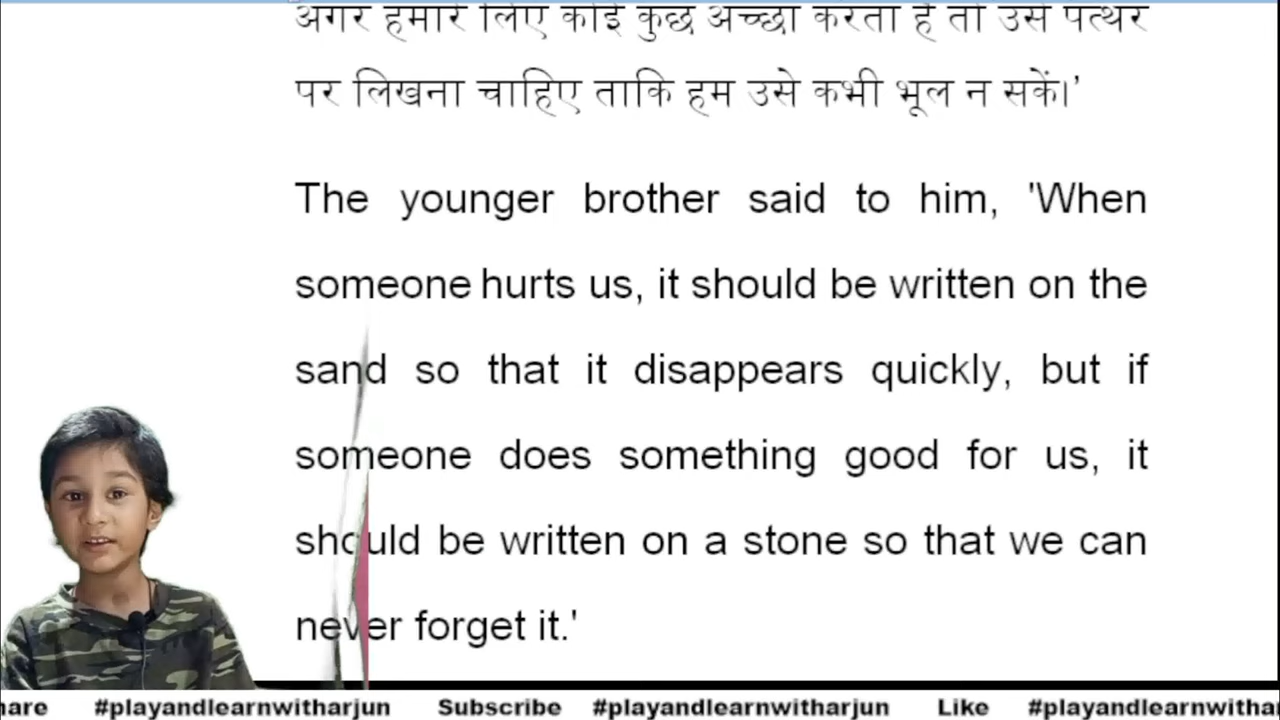 अगर हमारे लिए कोई कुछ अच्छा करता है तो उसे पत्थर
पर लिखना चाहिए ताकि हम उसे कभी भूल न सकें।’
The younger brother said to him, 'When
someone hurts us, it should be written on the
sand so that it disappears quickly, but if
someone does something good for us, it
should be written on a stone so that we can
never forget it.'
hare #playandlearnwitharjun Subscribe #playandlearnwitharjun Like #playandlearnwithar